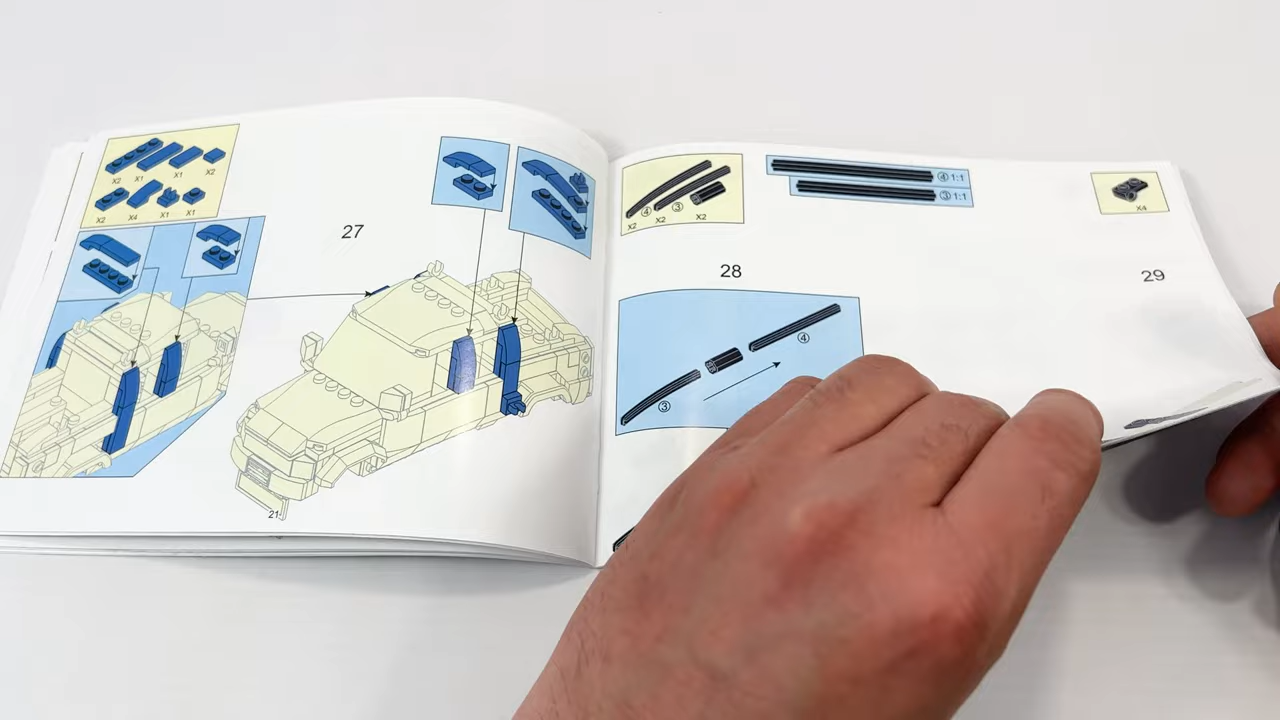 X2 X1 X1 X2
X2 X4 X1 X1
27
21
④ ③
X2 X2 X2
④ 1:1
③ 1:1
28
④
③
X4
29